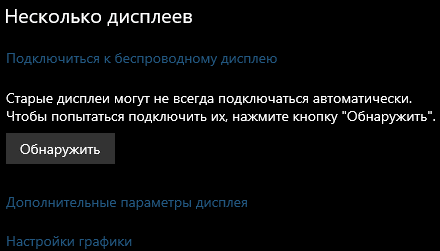 Несколько дисплеев
Подключиться к беспроводному дисплею
Старые дисплеи могут не всегда подключаться автоматически.
Чтобы попытаться подключить их, нажмите кнопку "Обнаружить".
Обнаружить
Дополнительные параметры дисплея
Настройки графики